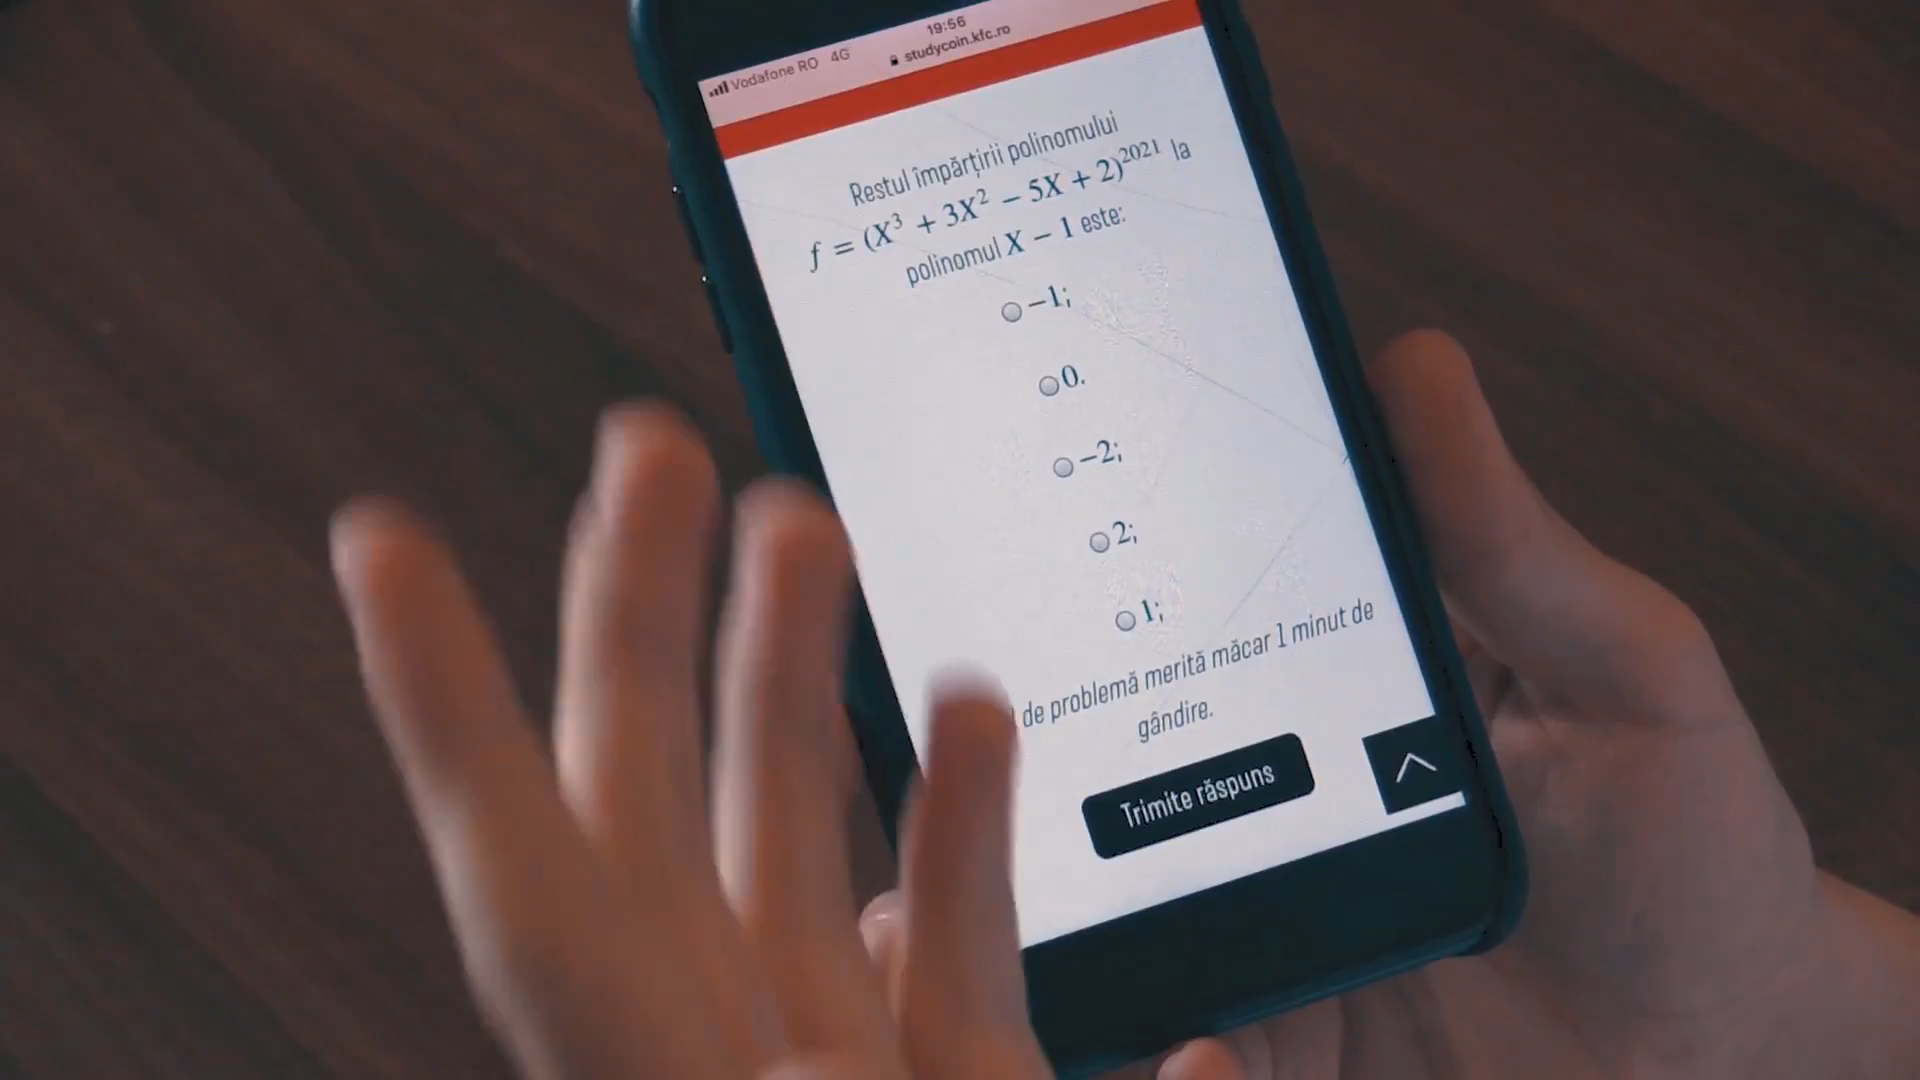 19:56
Vodafone RO 4G
studycoin.kfc.ro
Restul împărțirii polinomului
f = (X³ + 3X² − 5X + 2)²⁰²¹ la
polinomul X − 1 este:
−1;
0.
−2;
2;
1;
de problemă merită măcar 1 minut de
gândire.
Trimite răspuns